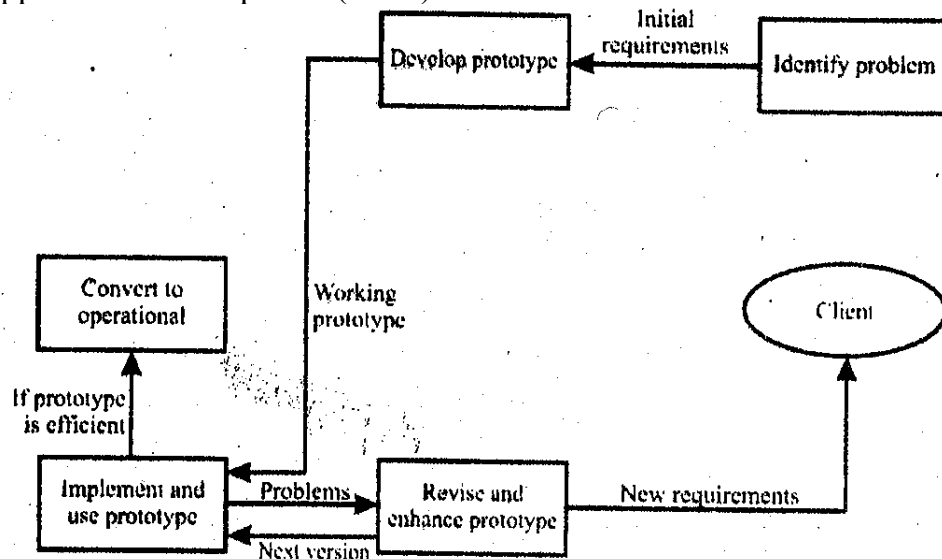 Initial
requirements
Develop prototype
Identify problem
Convert to
operational
Working
prototype
Client
If prototype
is efficient
Implement and
use prototype
Problems
Revise and
enhance prototype
New requirements
Next version